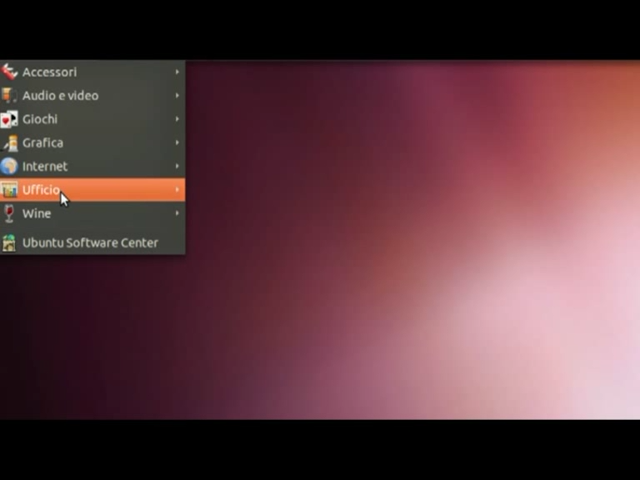 Accessori
Audio e video
Giochi
Grafica
Internet
Ufficio
Wine
Ubuntu Software Center